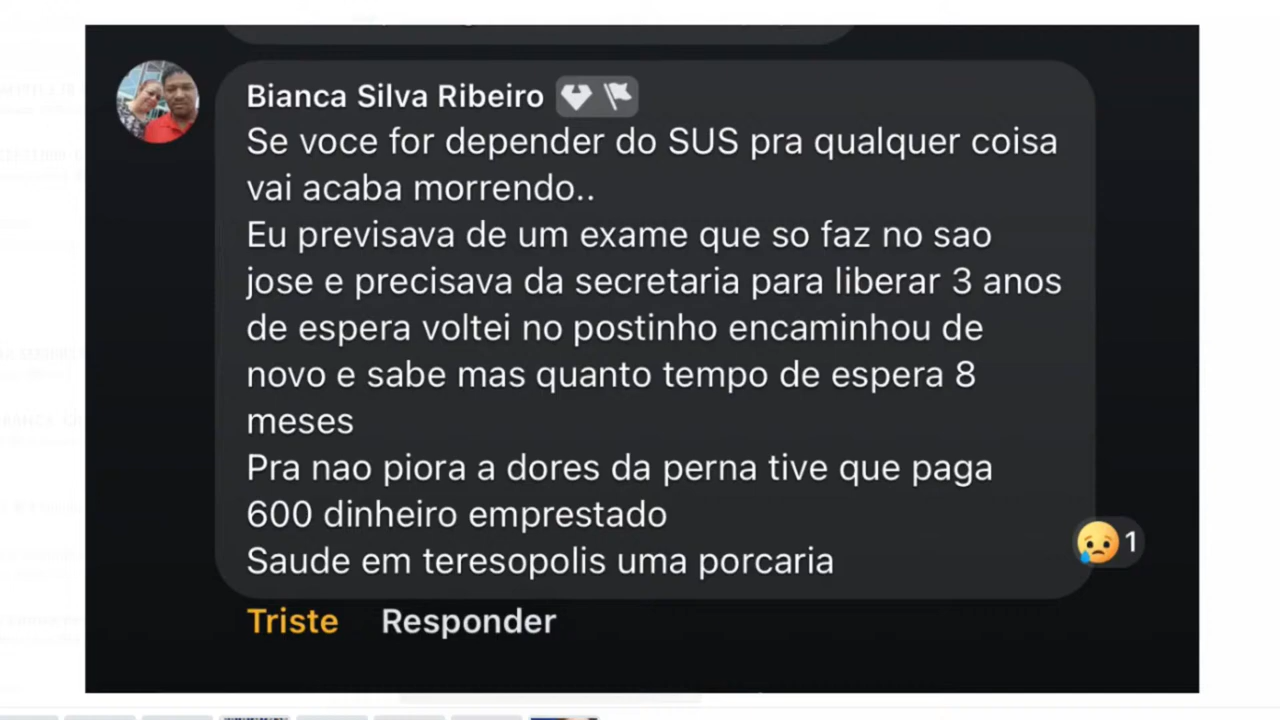 Bianca Silva Ribeiro
Se voce for depender do SUS pra qualquer coisa
vai acaba morrendo..
Eu previsava de um exame que so faz no sao
jose e precisava da secretaria para liberar 3 anos
de espera voltei no postinho encaminhou de
novo e sabe mas quanto tempo de espera 8
meses
Pra nao piora a dores da perna tive que paga
600 dinheiro emprestado
Saude em teresopolis uma porcaria
1
Triste Responder